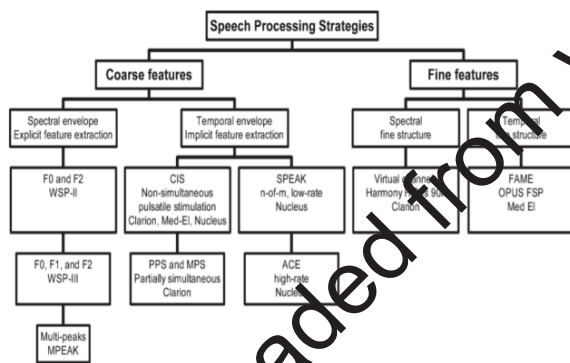 Speech Processing Strategies
Coarse features
Fine features
Spectral envelope
Explicit feature extraction
Temporal envelope
Implicit feature extraction
Spectral
fine structure
Temporal
structure
F0 and F2
WSP-II
CIS
Non-simultaneous
pulsatile stimulation
Clarion, Med-El, Nucleus
SPEAK
n-of-m, low-rate
Nucleus
Virtual
Harmony
Clarion
FAME
OPUS FSP
Med El
F0, F1, and F2
WSP-III
PPS and MPS
Partially simultaneous
Clarion
ACE
high-rate
Nucleus
Multi-peaks
MPEAK
aded from